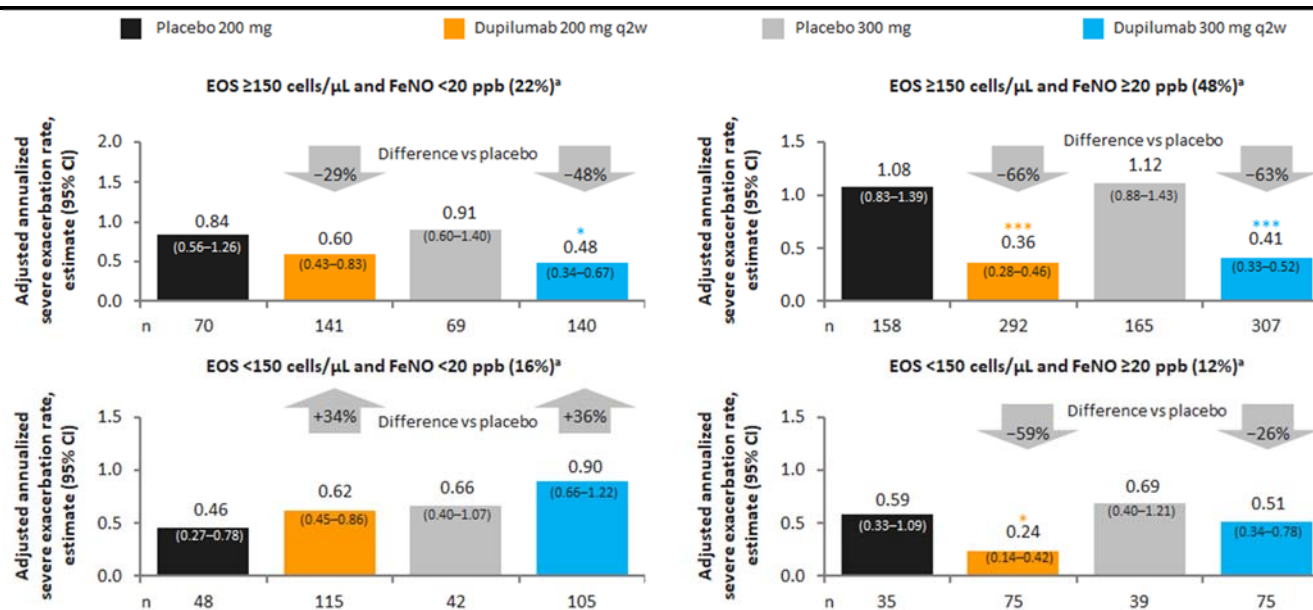 Placebo 200 mg
Dupilumab 200 mg q2w
Placebo 300 mg
Dupilumab 300 mg q2w
EOS ≥150 cells/μL and FeNO <20 ppb (22%)ᵃ
Adjusted annualized
severe exacerbation rate,
estimate (95% CI)
2.0
1.5
1.0
0.5
0.0
Difference vs placebo
−29%
−48%
0.84
(0.56–1.26)
0.60
(0.43–0.83)
0.91
(0.60–1.40)
*
0.48
(0.34–0.67)
n 70 141 69 140
EOS ≥150 cells/μL and FeNO ≥20 ppb (48%)ᵃ
Adjusted annualized
severe exacerbation rate,
estimate (95% CI)
1.5
1.0
0.5
0.0
Difference vs placebo
−66%
−63%
1.08
(0.83–1.39)
***
0.36
(0.28–0.46)
1.12
(0.88–1.43)
***
0.41
(0.33–0.52)
n 158 292 165 307
EOS <150 cells/μL and FeNO <20 ppb (16%)ᵃ
Adjusted annualized
severe exacerbation rate,
estimate (95% CI)
1.5
1.0
0.5
0.0
+34%
Difference vs placebo
+36%
0.46
(0.27–0.78)
0.62
(0.45–0.86)
0.66
(0.40–1.07)
0.90
(0.66–1.22)
n 48 115 42 105
EOS <150 cells/μL and FeNO ≥20 ppb (12%)ᵃ
Adjusted annualized
severe exacerbation rate,
estimate (95% CI)
1.5
1.0
0.5
0.0
Difference vs placebo
−59%
−26%
0.59
(0.33–1.09)
*
0.24
(0.14–0.42)
0.69
(0.40–1.21)
0.51
(0.34–0.78)
n 35 75 39 75